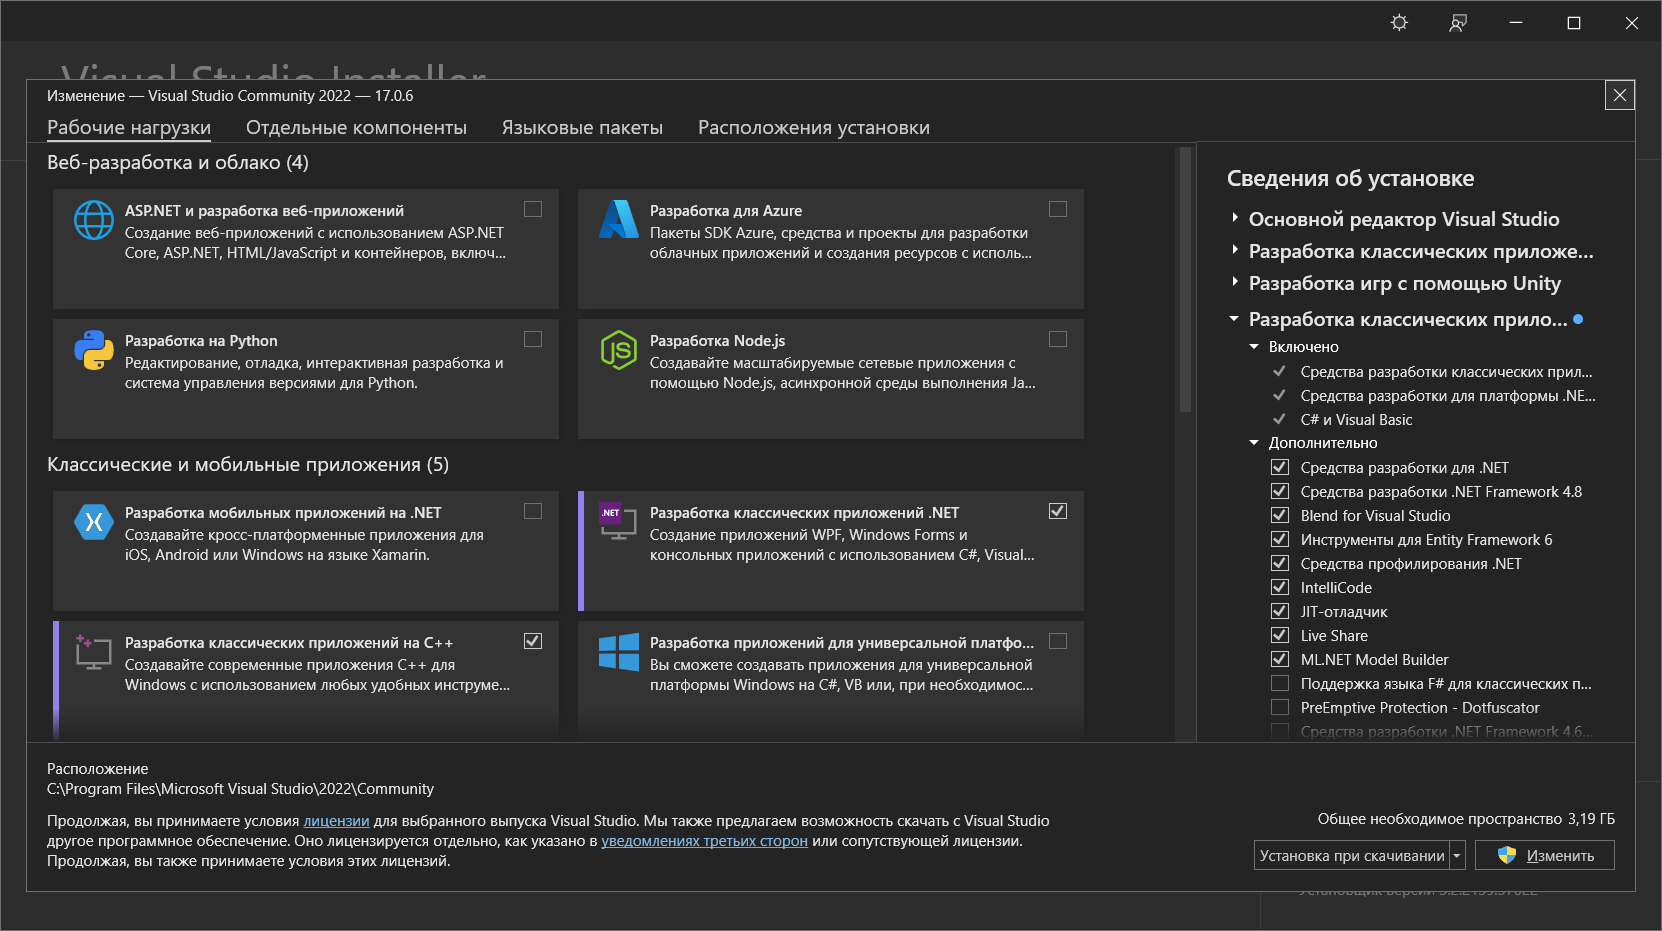 Visual Studio Installer
Изменение — Visual Studio Community 2022 — 17.0.6
Рабочие нагрузки
Отдельные компоненты
Языковые пакеты
Расположения установки
Веб-разработка и облако (4)
ASP.NET и разработка веб-приложений
Создание веб-приложений с использованием ASP.NET
Core, ASP.NET, HTML/JavaScript и контейнеров, включ...
Разработка для Azure
Пакеты SDK Azure, средства и проекты для разработки
облачных приложений и создания ресурсов с исполь...
Разработка на Python
Редактирование, отладка, интерактивная разработка и
система управления версиями для Python.
Разработка Node.js
Создавайте масштабируемые сетевые приложения с
помощью Node.js, асинхронной среды выполнения Ja...
Классические и мобильные приложения (5)
Разработка мобильных приложений на .NET
Создавайте кросс-платформенные приложения для
iOS, Android или Windows на языке Xamarin.
.NET
Разработка классических приложений .NET
Создание приложений WPF, Windows Forms и
консольных приложений с использованием C#, Visual...
Разработка классических приложений на C++
Создавайте современные приложения C++ для
Windows с использованием любых удобных инструме...
Разработка приложений для универсальной платфо...
Вы сможете создавать приложения для универсальной
платформы Windows на C#, VB или, при необходимос...
Сведения об установке
Основной редактор Visual Studio
Разработка классических приложе...
Разработка игр с помощью Unity
Разработка классических прило...
Включено
Средства разработки классических прил...
Средства разработки для платформы .NE...
C# и Visual Basic
Дополнительно
Средства разработки для .NET
Средства разработки .NET Framework 4.8
Blend for Visual Studio
Инструменты для Entity Framework 6
Средства профилирования .NET
IntelliCode
JIT-отладчик
Live Share
ML.NET Model Builder
Поддержка языка F# для классических п...
PreEmptive Protection - Dotfuscator
Средства разработки .NET Framework 4.6...
Расположение
C:\Program Files\Microsoft Visual Studio\2022\Community
Продолжая, вы принимаете условия лицензии для выбранного выпуска Visual Studio. Мы также предлагаем возможность скачать с Visual Studio
другое программное обеспечение. Оно лицензируется отдельно, как указано в уведомлениях третьих сторон или сопутствующей лицензии.
Продолжая, вы также принимаете условия этих лицензий.
Общее необходимое пространство 3,19 ГБ
Установка при скачивании
Изменить
Установщик версии